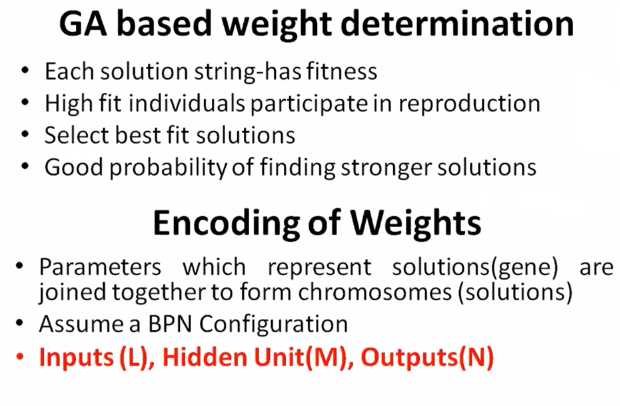 GA based weight determination
• Each solution string-has fitness
• High fit individuals participate in reproduction
• Select best fit solutions
• Good probability of finding stronger solutions
Encoding of Weights
• Parameters which represent solutions(gene) are
joined together to form chromosomes (solutions)
• Assume a BPN Configuration
• Inputs (L), Hidden Unit(M), Outputs(N)